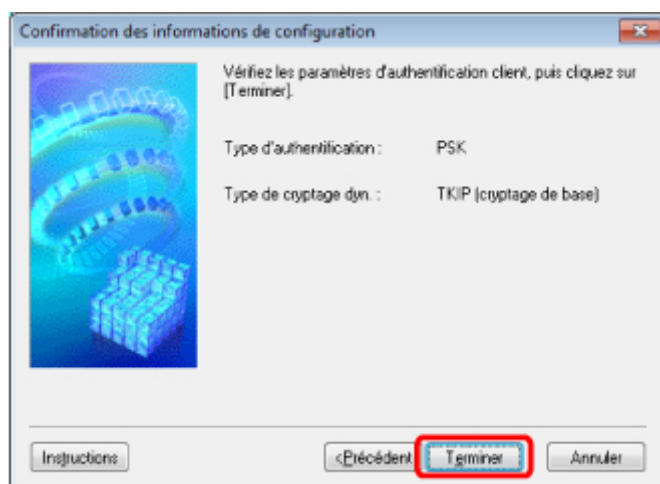 Confirmation des informations de configuration
Vérifiez les paramètres d'authentification client, puis cliquez sur
[Terminer].
Type d'authentification : PSK
Type de cryptage dyn. : TKIP (cryptage de base)
Instructions <Précédent Terminer Annuler